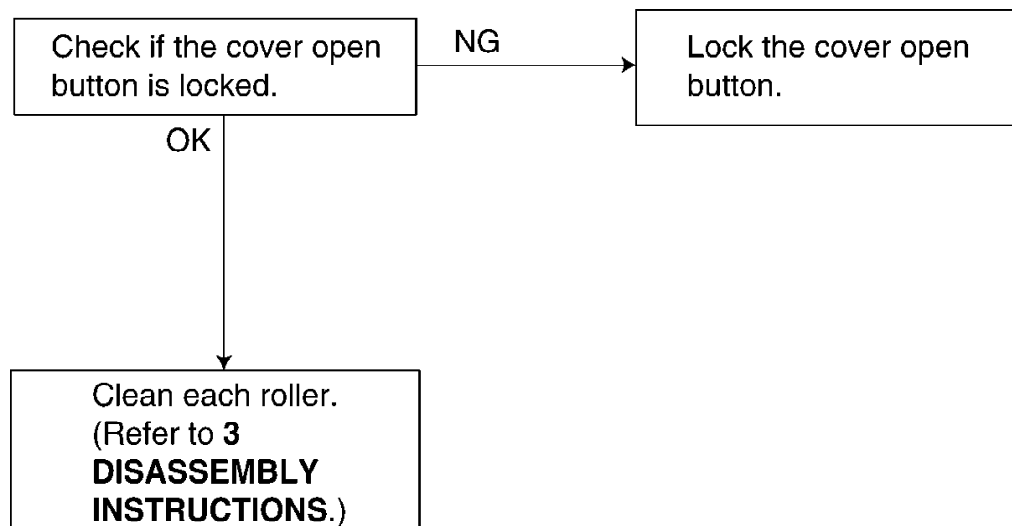 Check if the cover open
button is locked.
NG
Lock the cover open
button.
OK
Clean each roller.
(Refer to 3
DISASSEMBLY
INSTRUCTIONS.)